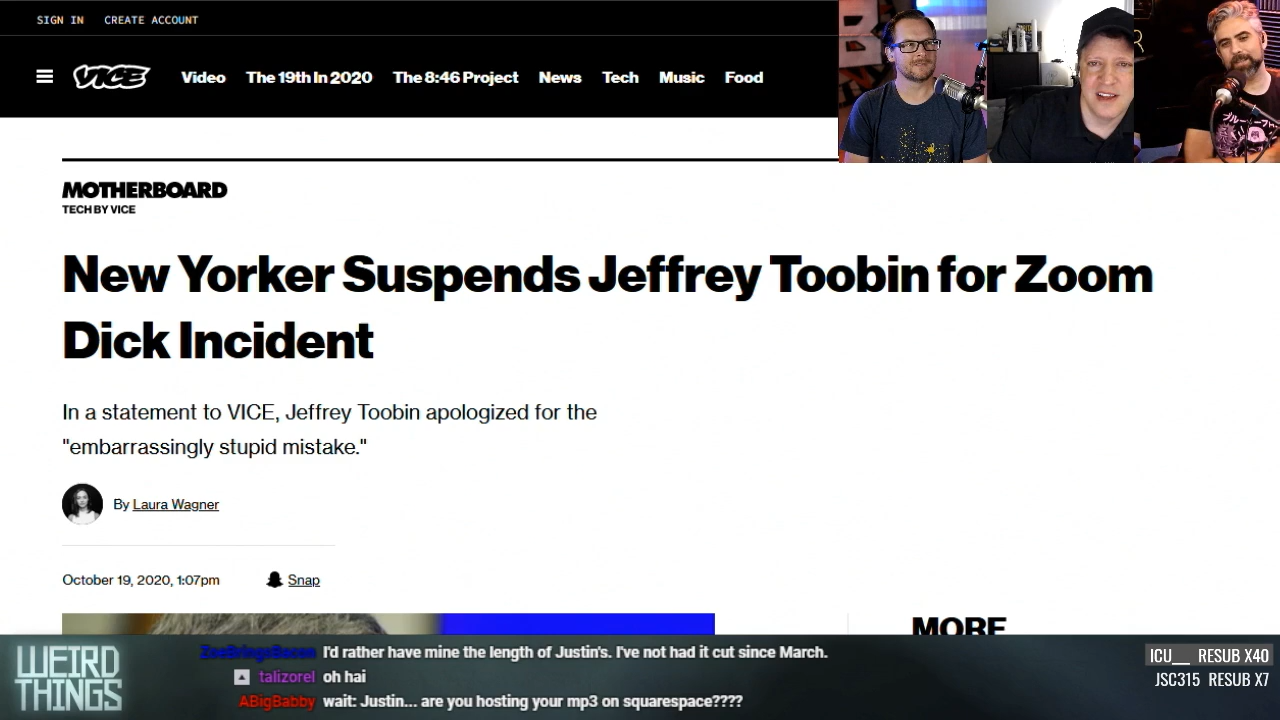 SIGN IN CREATE ACCOUNT
VICE Video The 19th In 2020 The 8:46 Project News Tech Music Food
MOTHERBOARD
TECH BY VICE
New Yorker Suspends Jeffrey Toobin for Zoom
Dick Incident
In a statement to VICE, Jeffrey Toobin apologized for the
"embarrassingly stupid mistake."
By Laura Wagner
October 19, 2020, 1:07pm Snap
MORE
WEIRD
THINGS
ZoeBringsBacon I'd rather have mine the length of Justin's. I've not had it cut since March.
talizorel oh hai
ABigBabby wait: Justin... are you hosting your mp3 on squarespace????
ICU__ RESUB X40
JSC315 RESUB X7